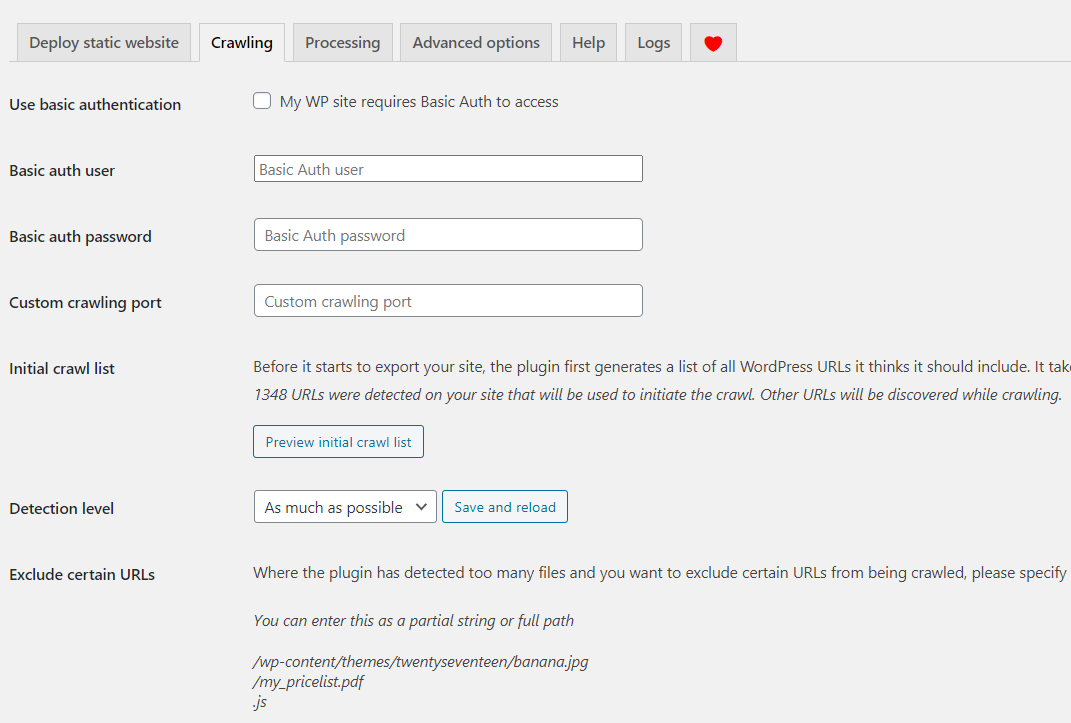 Deploy static website Crawling Processing Advanced options Help Logs
Use basic authentication My WP site requires Basic Auth to access
Basic auth user Basic Auth user
Basic auth password Basic Auth password
Custom crawling port Custom crawling port
Initial crawl list Before it starts to export your site, the plugin first generates a list of all WordPress URLs it thinks it should include. It
1348 URLs were detected on your site that will be used to initiate the crawl. Other URLs will be discovered while crawling.
Preview initial crawl list
Detection level As much as possible Save and reload
Exclude certain URLs Where the plugin has detected too many files and you want to exclude certain URLs from being crawled, please specify
You can enter this as a partial string or full path
/wp-content/themes/twentyseventeen/banana.jpg
/my_pricelist.pdf
.js